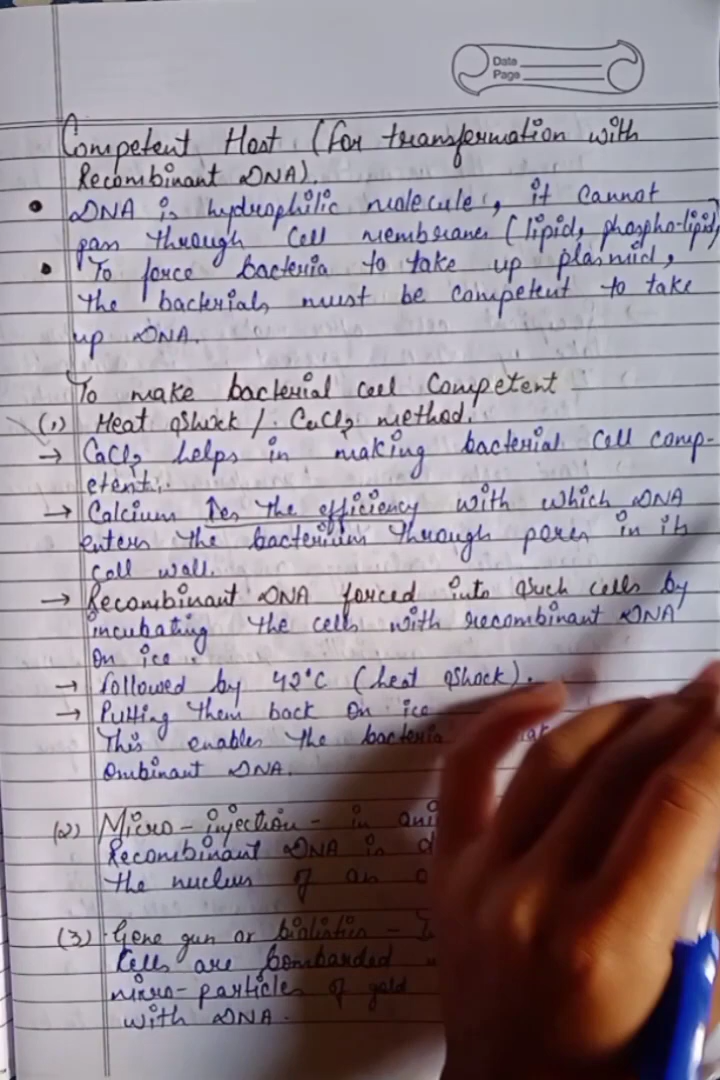 Date
Page
Competent Host (For transformation with
Recombinant DNA).
• DNA is hydrophilic molecule, it cannot
pass through cell membranes (lipid, phospho-lipid)
• To force bacteria to take up plasmid,
the bacterials must be competent to take
up DNA.
To make bacterial cell Competent
(1) Heat shock / CaCl2 method.
→ CaCl2 helps in making bacterial cell comp-
etent.
→ Calcium ↑es the efficiency with which DNA
enters the bacterium through pores in its
cell wall.
→ Recombinant DNA forced into such cells by
incubating the cells with recombinant DNA
on ice.
→ followed by 42°C (heat shock).
→ Putting them back on ice
This enables the bacteria
ombinant DNA.
(2) Micro-injection - in
Recombinant DNA is
the nucleus of an
(3) Gene gun or biolistics -
Cells are bombarded
micro-particles of gold
with DNA.